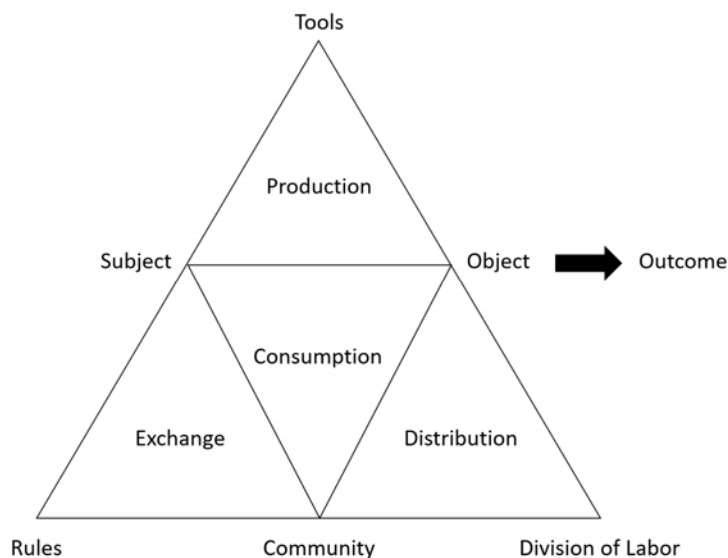 Tools
Production
Subject
Object
Outcome
Consumption
Exchange
Distribution
Rules
Community
Division of Labor